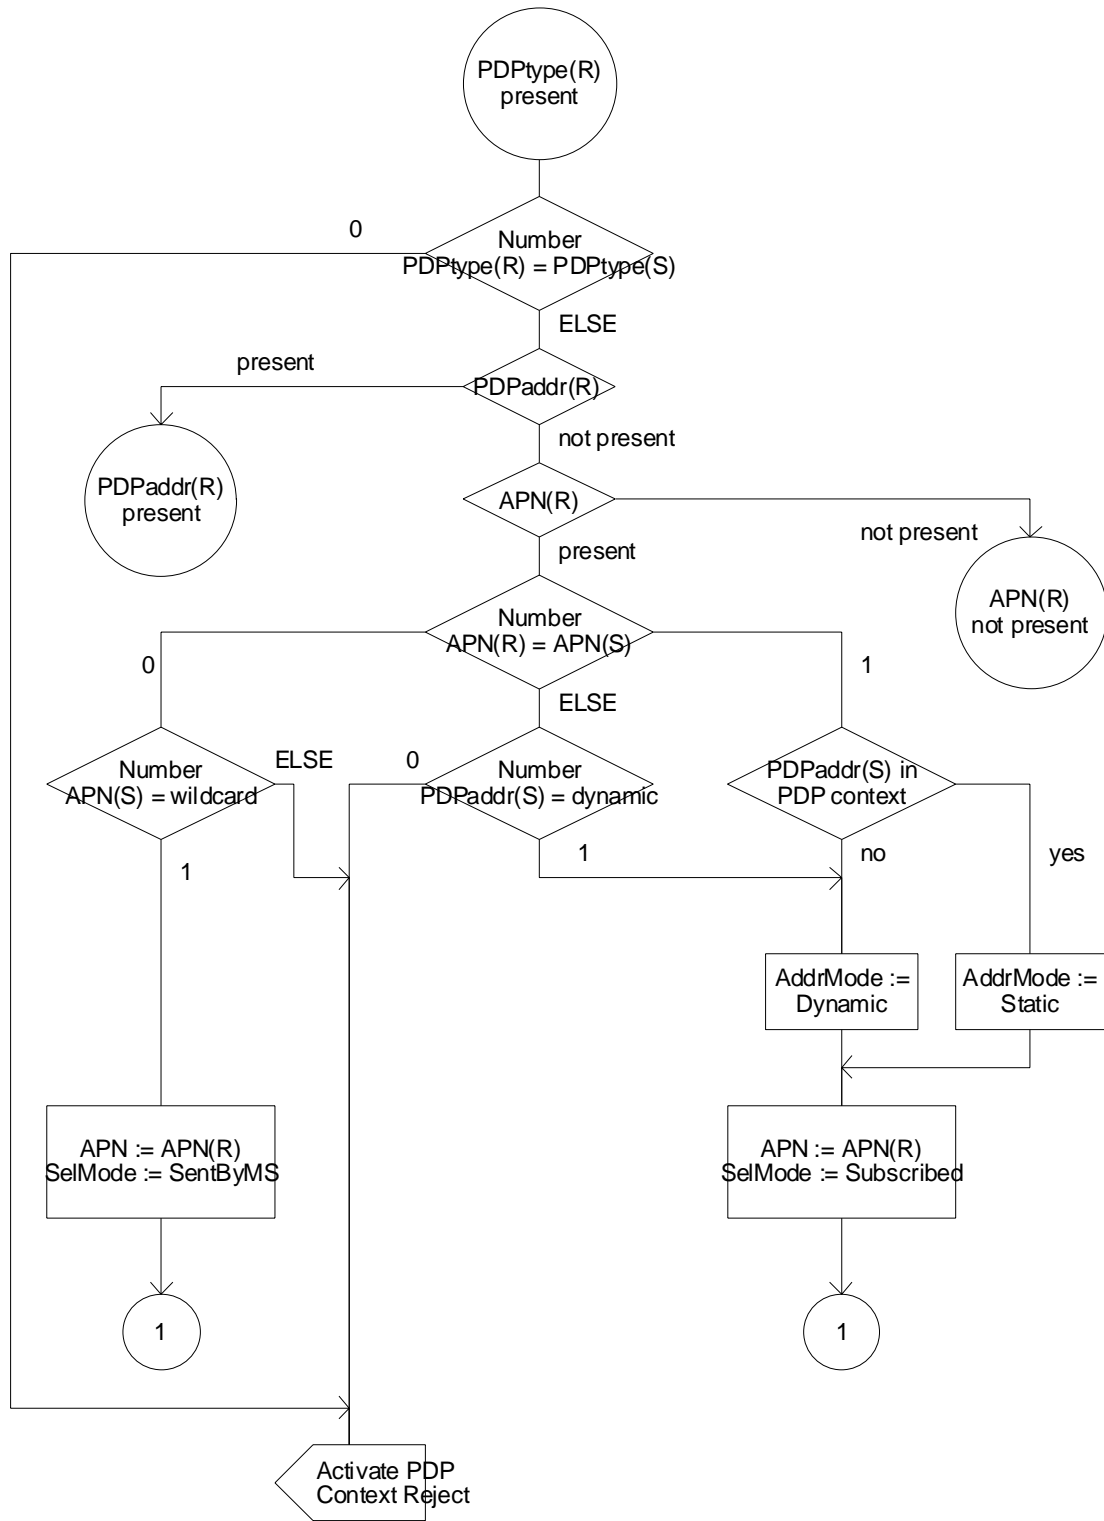 PDPtype(R)
present
0
Number
PDPtype(R) = PDPtype(S)
ELSE
present
PDPaddr(R)
not present
PDPaddr(R)
present
APN(R)
not present
present
APN(R)
not present
Number
APN(R) = APN(S)
0
1
ELSE
Number
APN(S) = wildcard
ELSE
0
Number
PDPaddr(S) = dynamic
PDPaddr(S) in
PDP context
1
1
no
yes
AddrMode :=
Dynamic
AddrMode :=
Static
APN := APN(R)
SelMode := SentByMS
APN := APN(R)
SelMode := Subscribed
1
1
Activate PDP
Context Reject